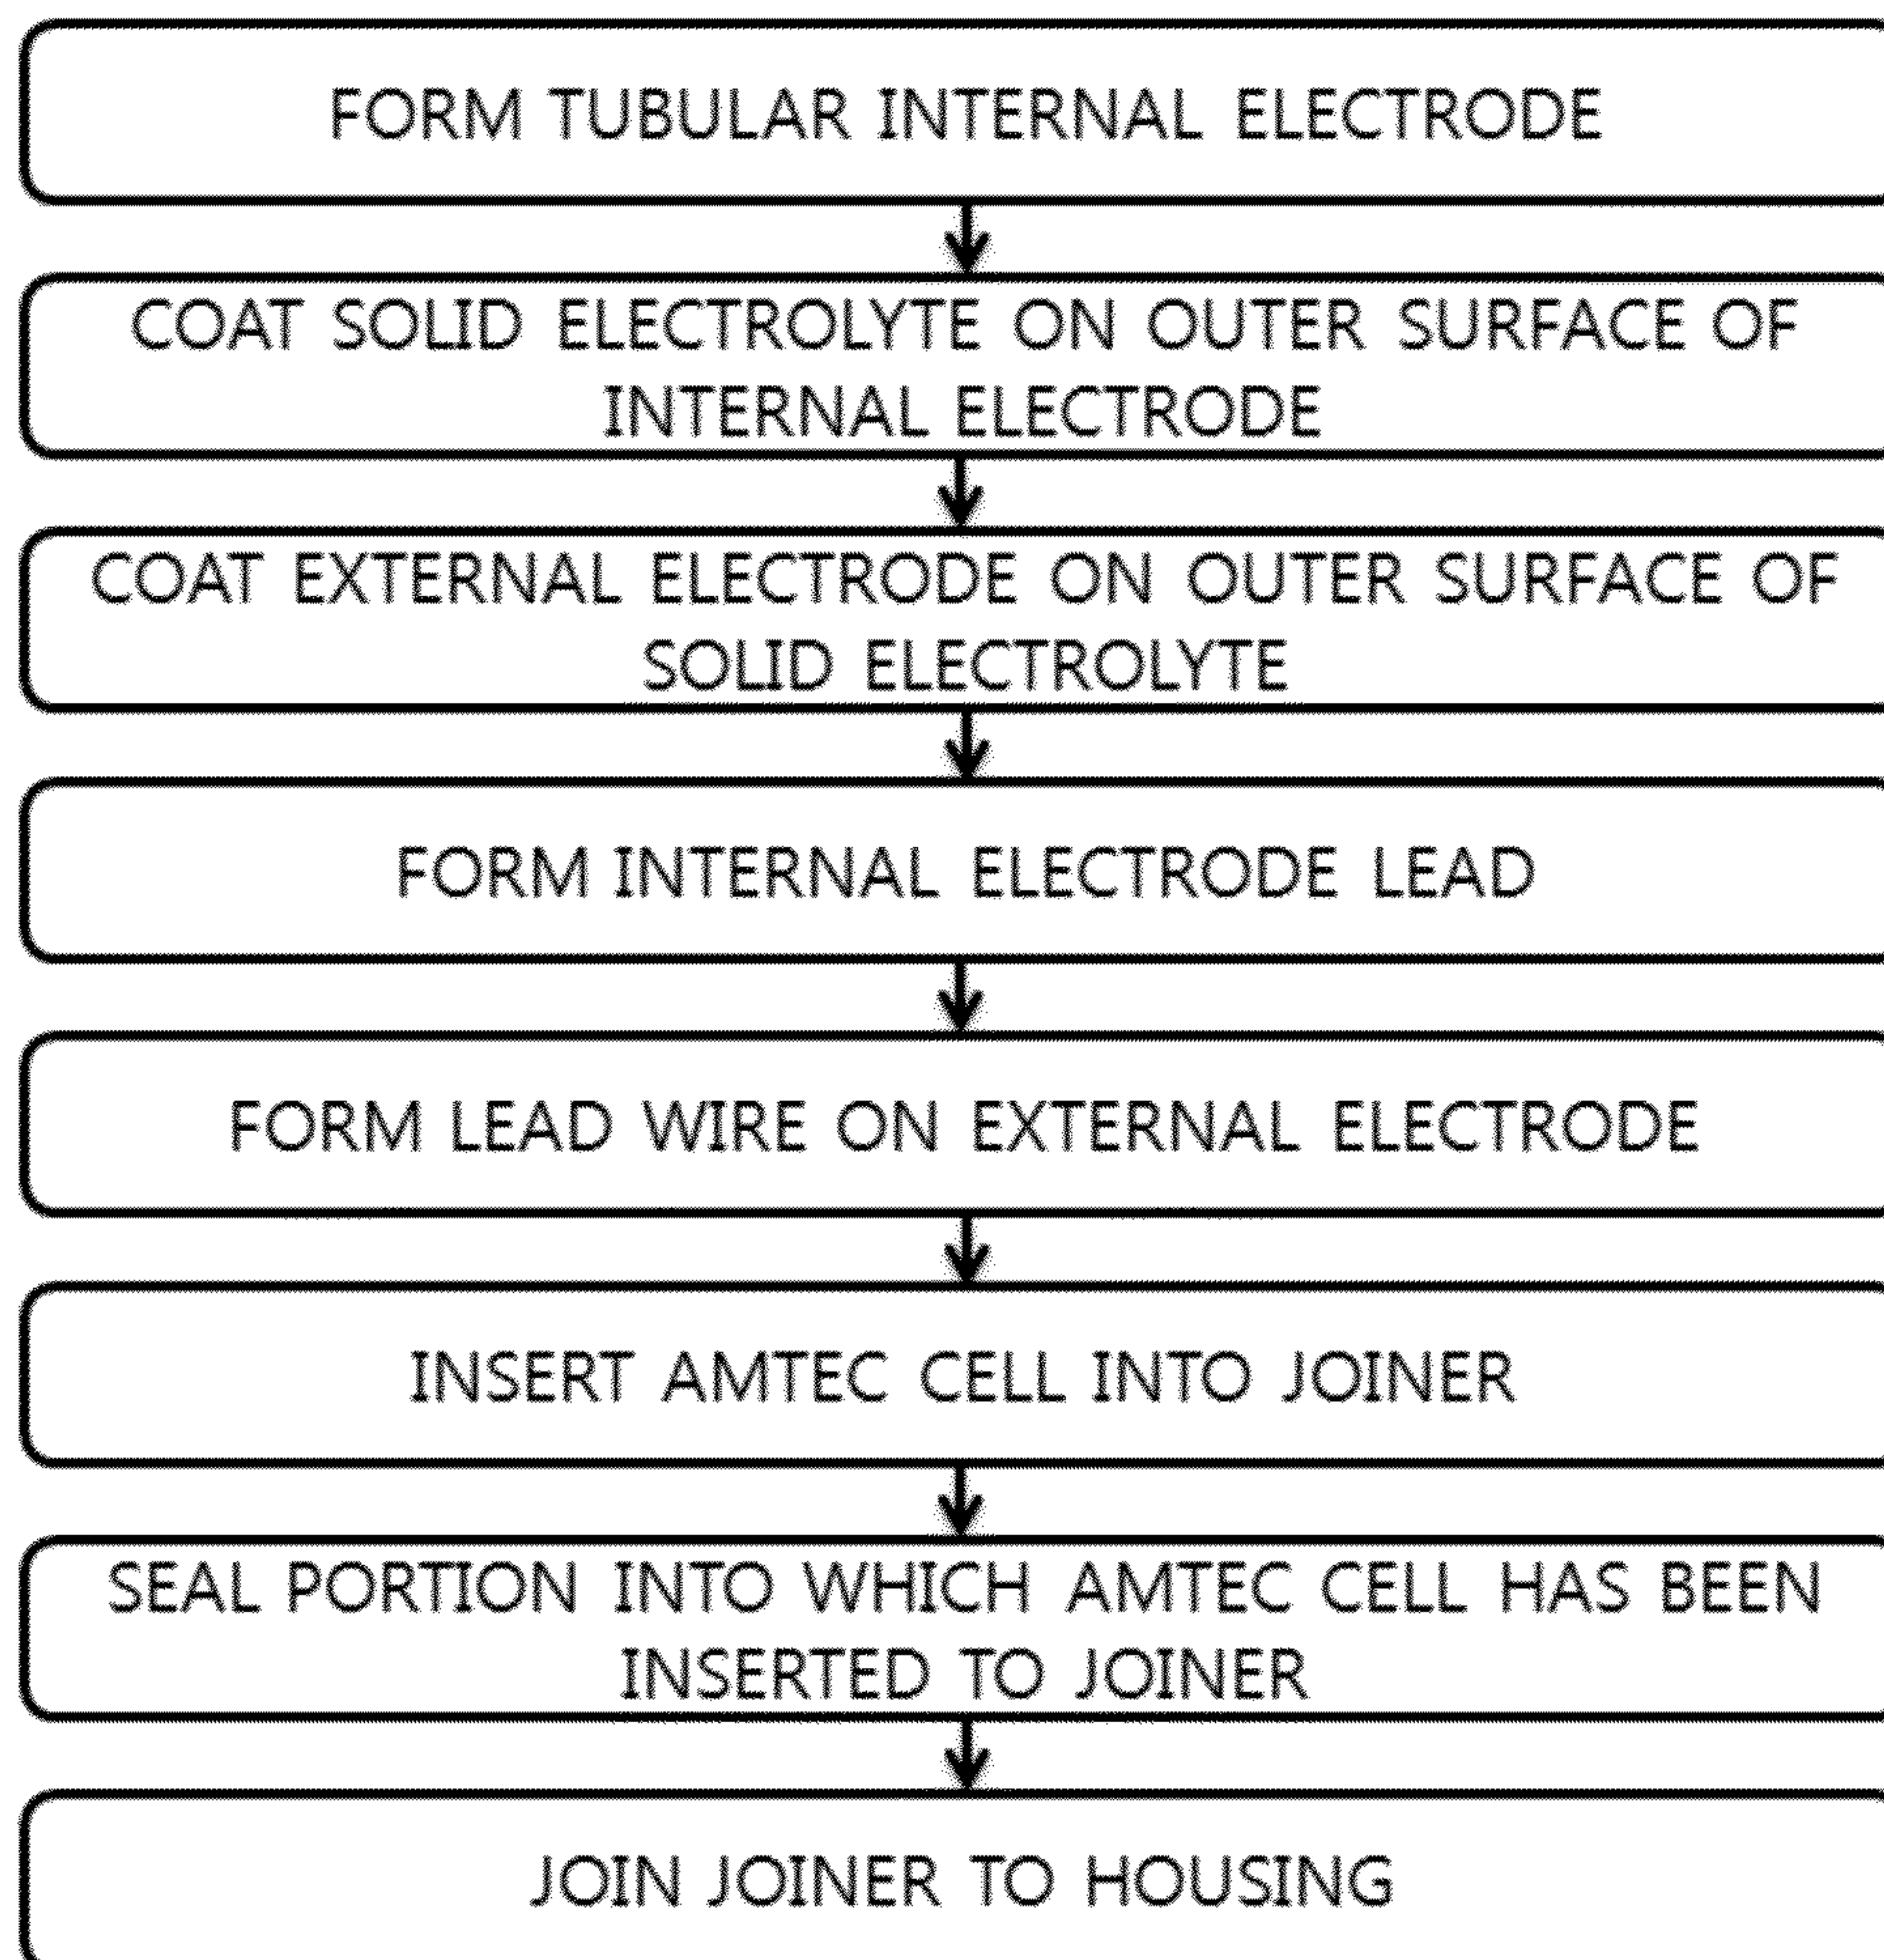 FORM TUBULAR INTERNAL ELECTRODE
COAT SOLID ELECTROLYTE ON OUTER SURFACE OF
INTERNAL ELECTRODE
COAT EXTERNAL ELECTRODE ON OUTER SURFACE OF
SOLID ELECTROLYTE
FORM INTERNAL ELECTRODE LEAD
FORM LEAD WIRE ON EXTERNAL ELECTRODE
INSERT AMTEC CELL INTO JOINER
SEAL PORTION INTO WHICH AMTEC CELL HAS BEEN
INSERTED TO JOINER
JOIN JOINER TO HOUSING